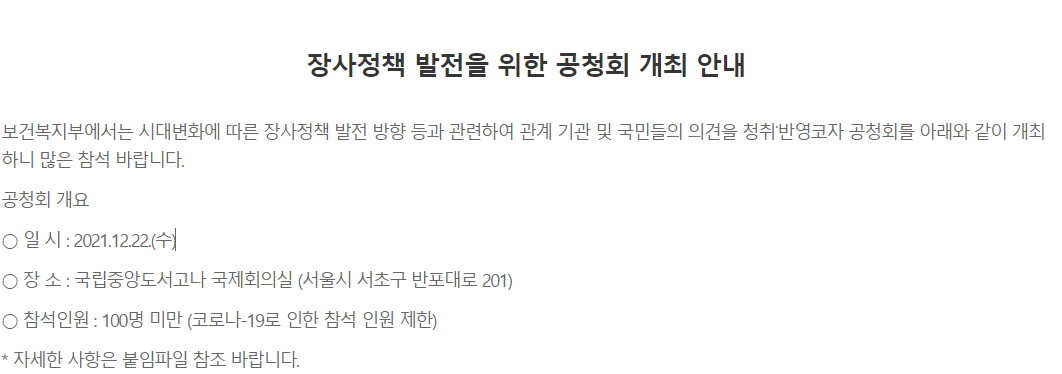 장사정책 발전을 위한 공청회 개최 안내
보건복지부에서는 시대변화에 따른 장사정책 발전 방향 등과 관련하여 관계 기관 및 국민들의 의견을 청취·반영코자 공청회를 아래와 같이 개최
하니 많은 참석 바랍니다.
공청회 개요
○ 일 시 : 2021.12.22.(수)
○ 장 소 : 국립중앙도서고나 국제회의실 (서울시 서초구 반포대로 201)
○ 참석인원 : 100명 미만 (코로나-19로 인한 참석 인원 제한)
* 자세한 사항은 붙임파일 참조 바랍니다.